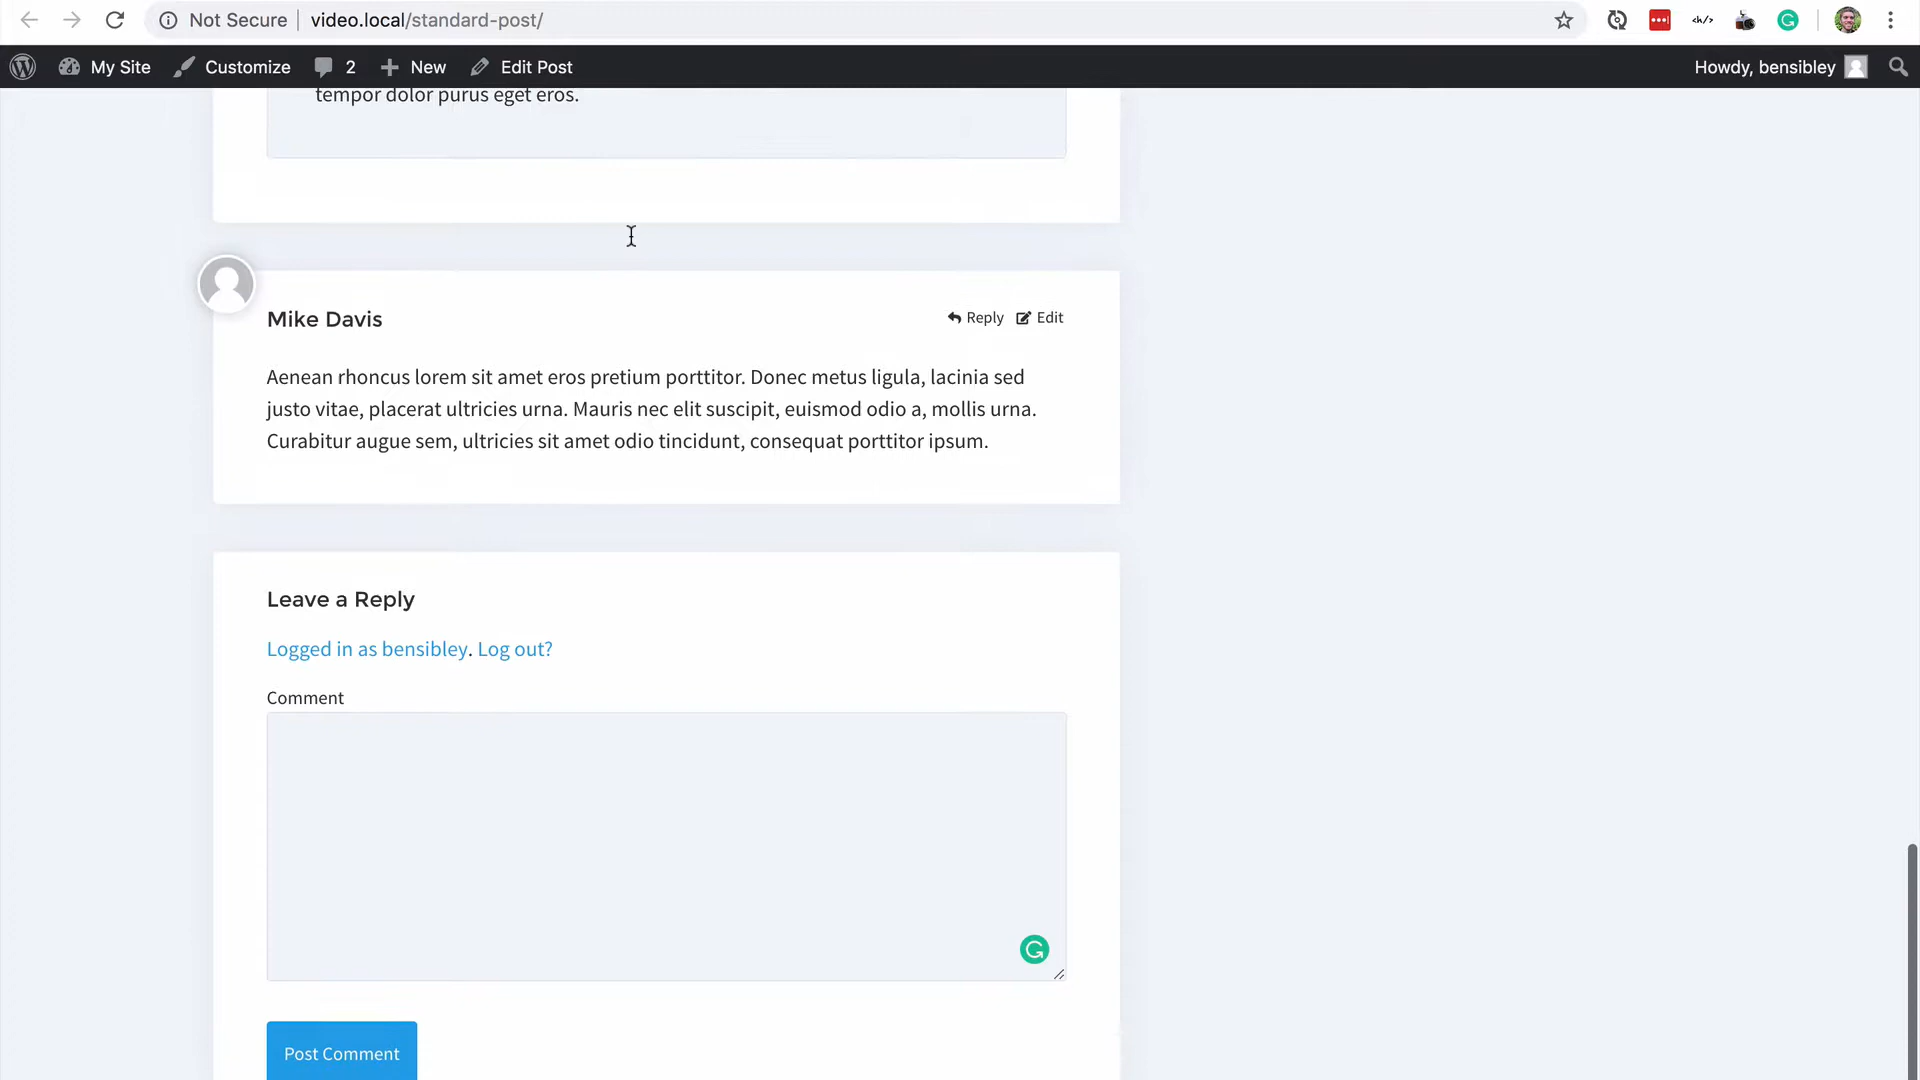 Not Secure video.local/standard-post/
My Site Customize 2 New Edit Post Howdy, bensibley
tempor dolor purus eget eros.
Mike Davis
Reply Edit
Aenean rhoncus lorem sit amet eros pretium porttitor. Donec metus ligula, lacinia sed
justo vitae, placerat ultricies urna. Mauris nec elit suscipit, euismod odio a, mollis urna.
Curabitur augue sem, ultricies sit amet odio tincidunt, consequat porttitor ipsum.
Leave a Reply
Logged in as bensibley. Log out?
Comment
Post Comment